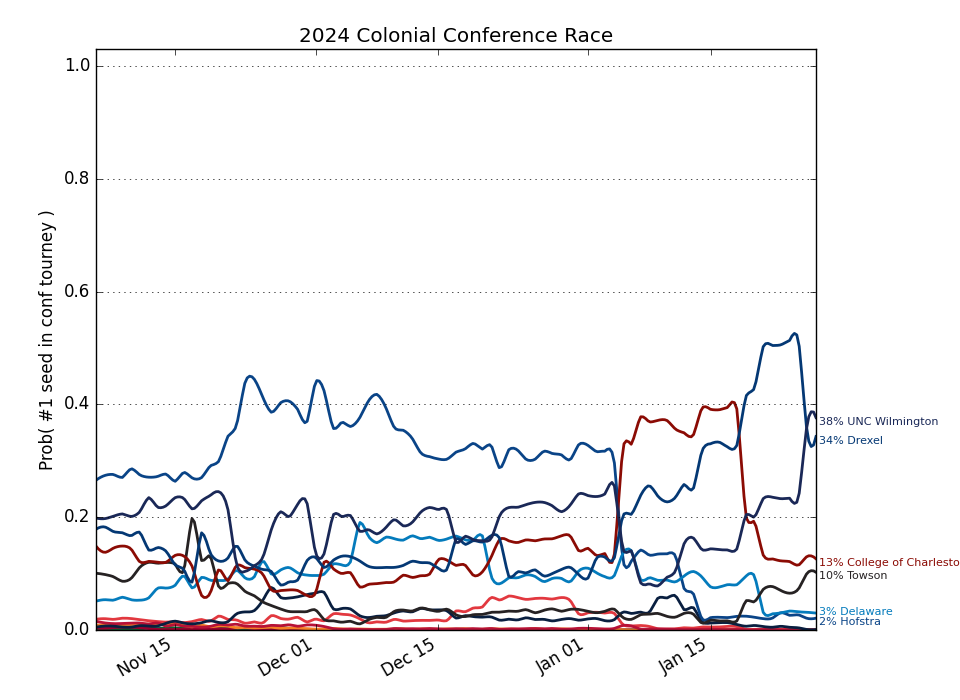 2024 Colonial Conference Race
Prob( #1 seed in conf tourney )
1.0
0.8
0.6
0.4
0.2
0.0
38% UNC Wilmington
34% Drexel
13% College of Charlesto
10% Towson
3% Delaware
2% Hofstra
Nov 15
Dec 01
Dec 15
Jan 01
Jan 15